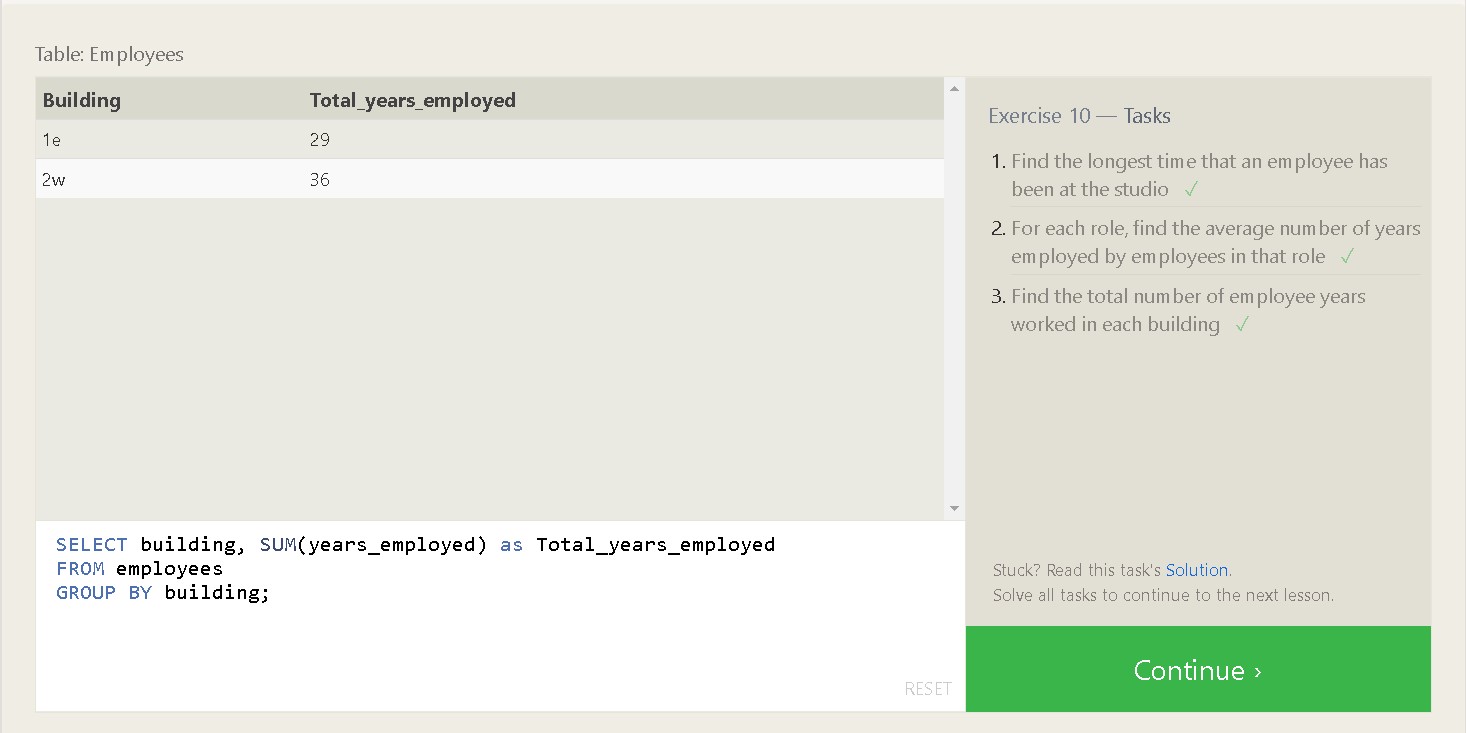 Table: Employees
Building Total_years_employed
1e 29
2w 36
SELECT building, SUM(years_employed) as Total_years_employed
FROM employees
GROUP BY building;
RESET
Exercise 10 — Tasks
1. Find the longest time that an employee has
been at the studio ✓
2. For each role, find the average number of years
employed by employees in that role ✓
3. Find the total number of employee years
worked in each building ✓
Stuck? Read this task's Solution.
Solve all tasks to continue to the next lesson.
Continue ›